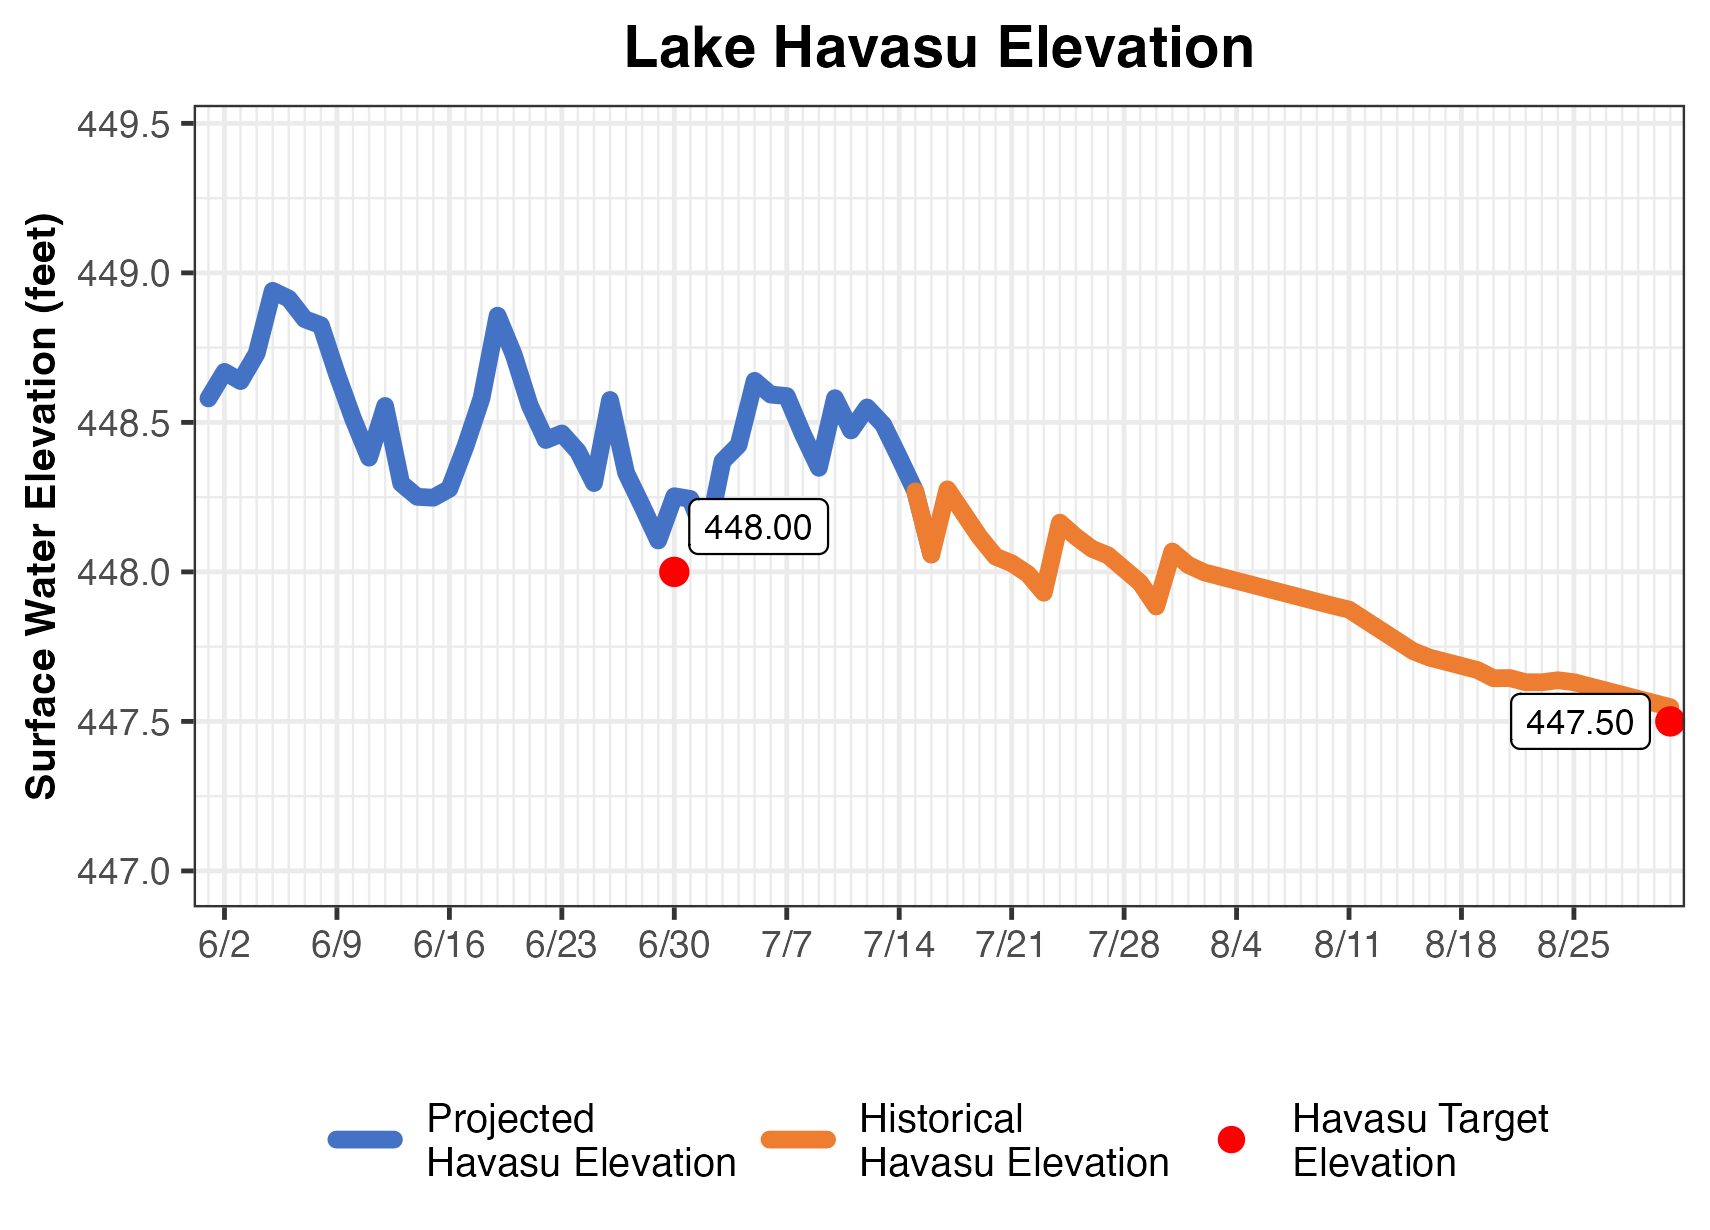 Lake Havasu Elevation
Surface Water Elevation (feet)
449.5
449.0
448.5
448.0
447.5
447.0
448.00
447.50
6/2 6/9 6/16 6/23 6/30 7/7 7/14 7/21 7/28 8/4 8/11 8/18 8/25
Projected
Havasu Elevation
Historical
Havasu Elevation
Havasu Target
Elevation